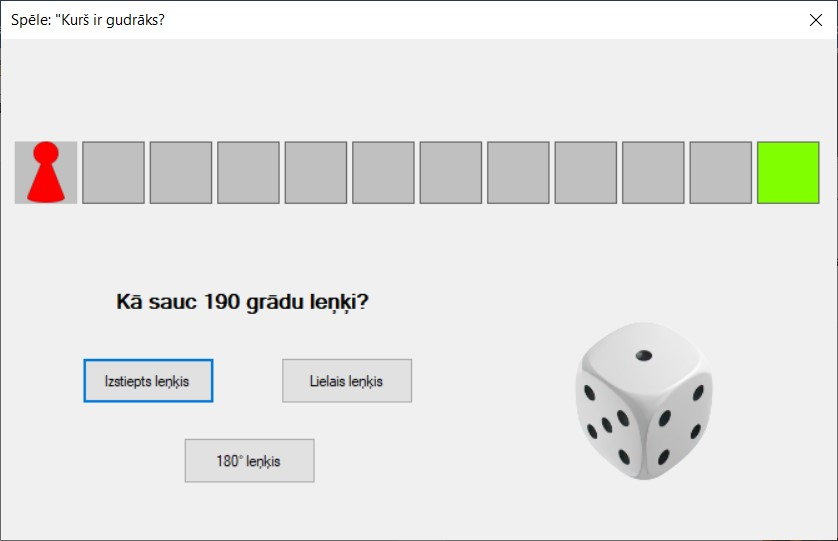 Spēle: "Kurš ir gudrāks?
Kā sauc 190 grādu leņķi?
Izstiepts leņķis
Lielais leņķis
180° leņķis